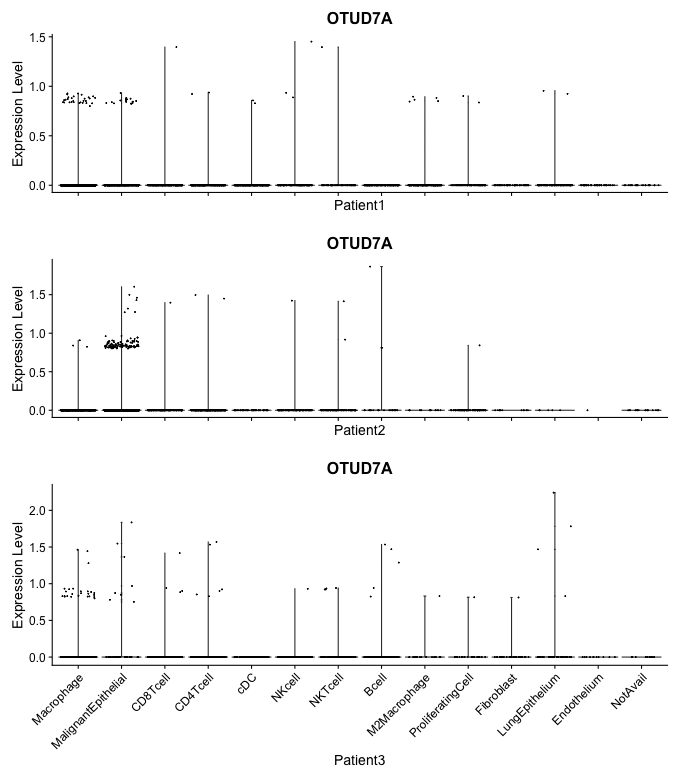 OTUD7A
Expression Level
1.5
1.0
0.5
0.0
Patient1
OTUD7A
Expression Level
1.5
1.0
0.5
0.0
Patient2
OTUD7A
Expression Level
2.0
1.5
1.0
0.5
0.0
Macrophage
MalignantEpithelial
CD8Tcell
CD4Tcell
cDC
NKcell
NKTcell
Bcell
M2Macrophage
ProliferatingCell
Fibroblast
LungEpithelium
Endothelium
NotAvail
Patient3